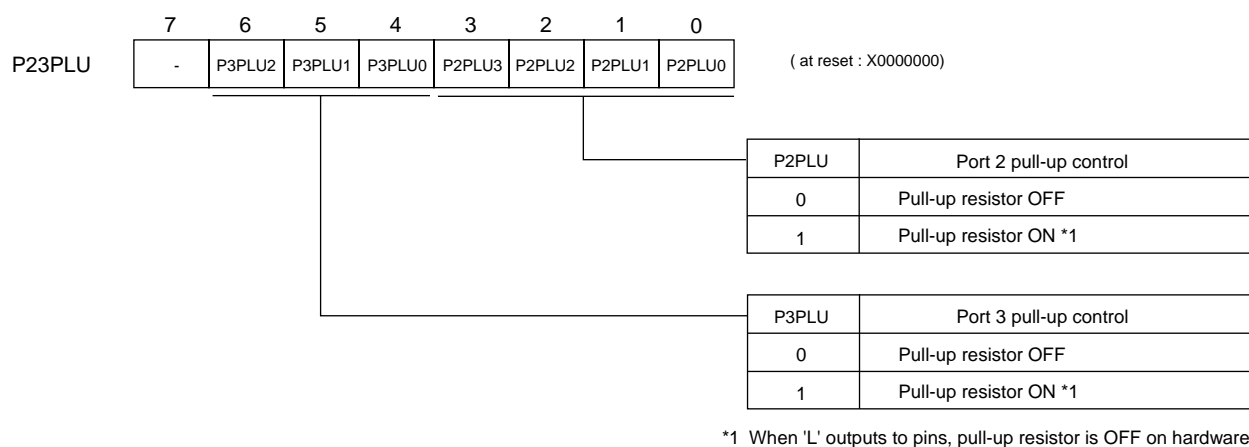 7 6 5 4 3 2 1 0
P23PLU - P3PLU2 P3PLU1 P3PLU0 P2PLU3 P2PLU2 P2PLU1 P2PLU0 ( at reset : X0000000)
P2PLU Port 2 pull-up control
0 Pull-up resistor OFF
1 Pull-up resistor ON *1
P3PLU Port 3 pull-up control
0 Pull-up resistor OFF
1 Pull-up resistor ON *1
*1 When 'L' outputs to pins, pull-up resistor is OFF on hardware